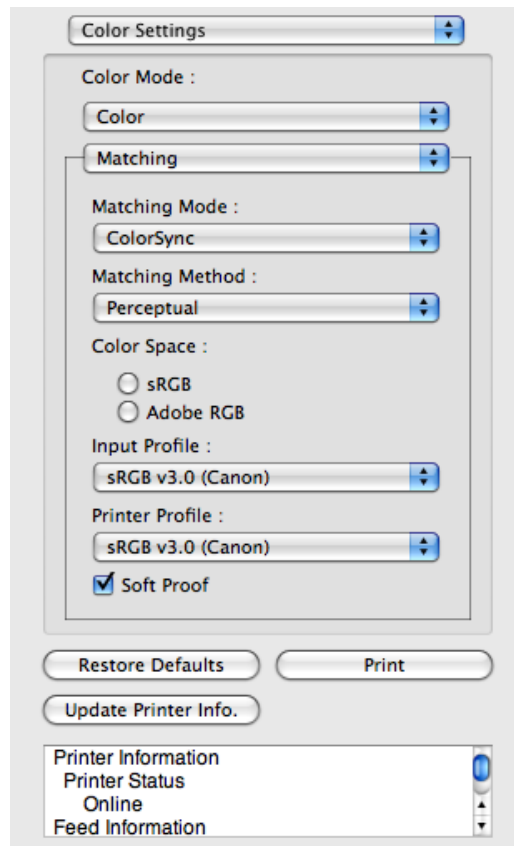 Color Settings
Color Mode :
Color
Matching
Matching Mode :
ColorSync
Matching Method :
Perceptual
Color Space :
sRGB
Adobe RGB
Input Profile :
sRGB v3.0 (Canon)
Printer Profile :
sRGB v3.0 (Canon)
Soft Proof
Restore Defaults Print
Update Printer Info.
Printer Information
Printer Status
Online
Feed Information